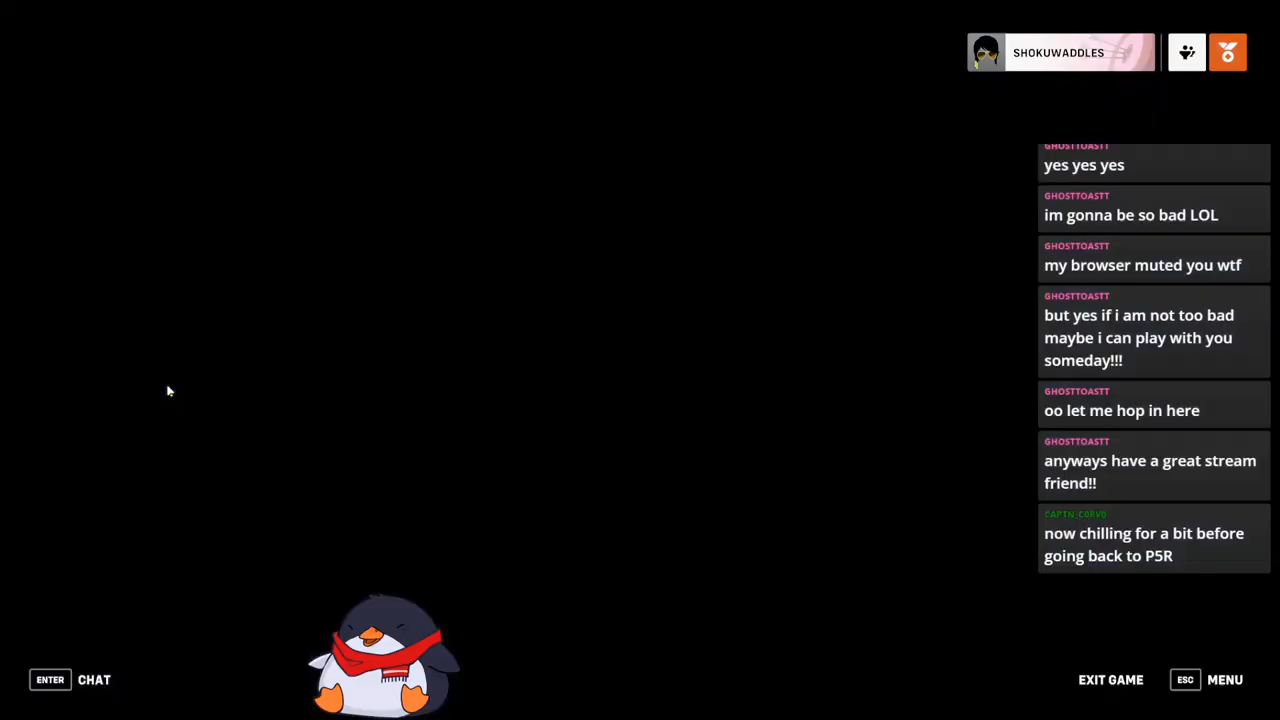 SHOKUWADDLES
GHOSTTOASTT
yes yes yes
GHOSTTOASTT
im gonna be so bad LOL
GHOSTTOASTT
my browser muted you wtf
GHOSTTOASTT
but yes if i am not too bad
maybe i can play with you
someday!!!
GHOSTTOASTT
oo let me hop in here
GHOSTTOASTT
anyways have a great stream
friend!!
CAPTN_CORVO
now chilling for a bit before
going back to P5R
ENTER CHAT
EXIT GAME
ESC MENU